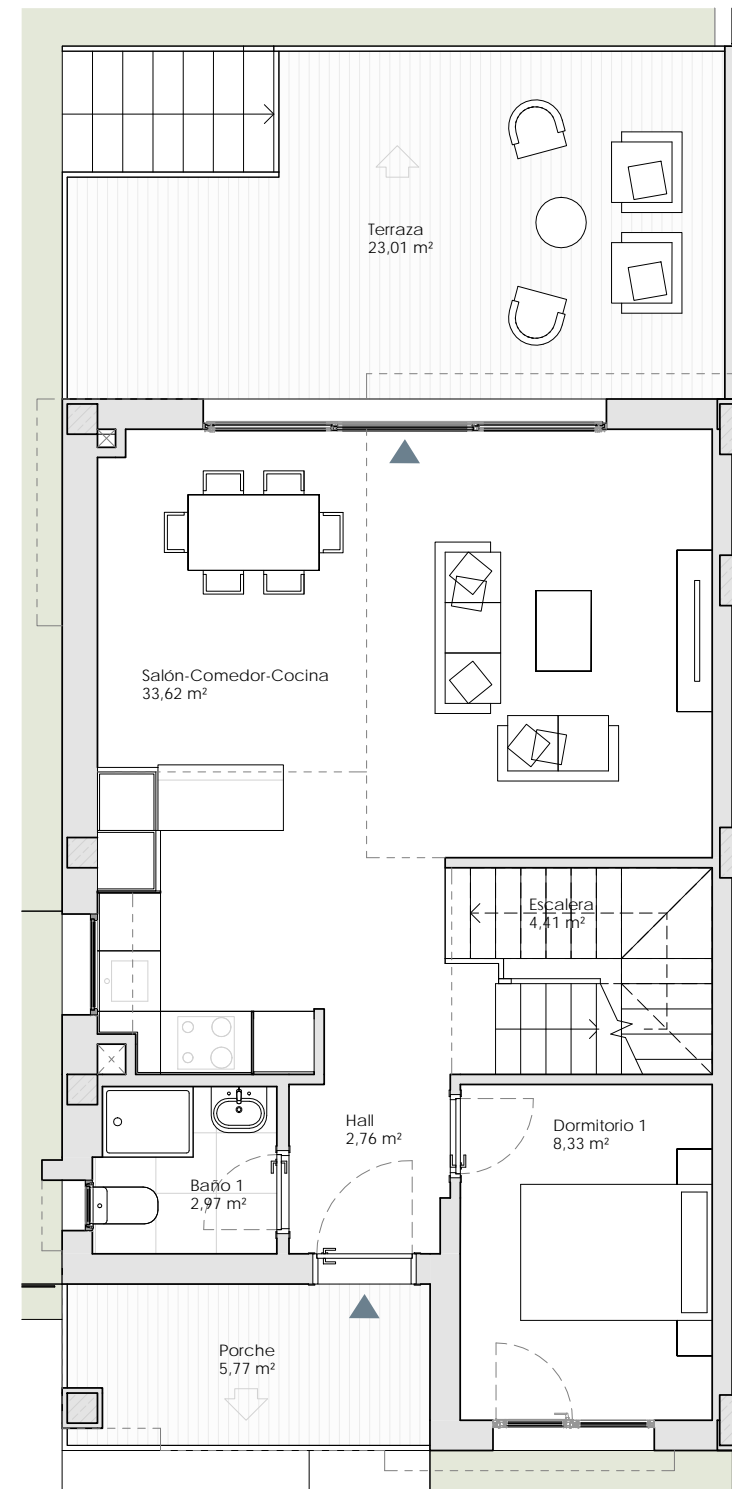 Terraza
23,01 m²
Salón-Comedor-Cocina
33,62 m²
Escalera
4,41 m²
Hall
2,76 m²
Dormitorio 1
8,33 m²
Baño 1
2,97 m²
Porche
5,77 m²